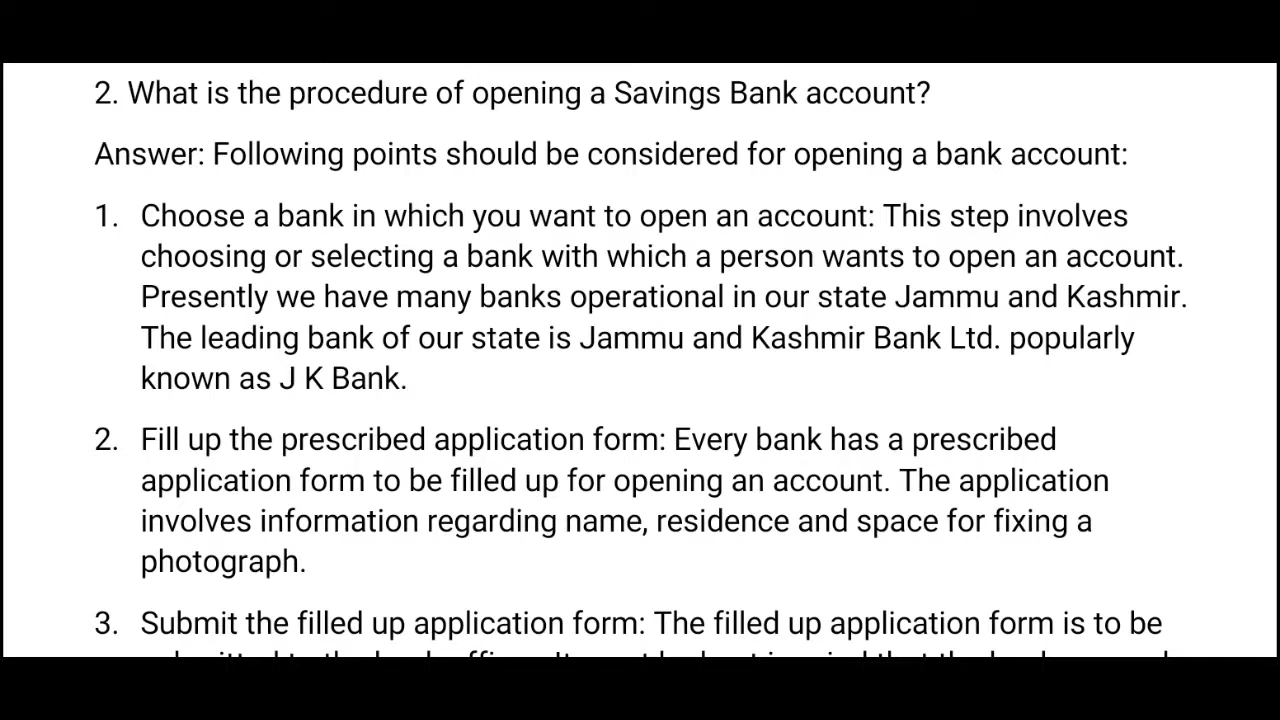 2. What is the procedure of opening a Savings Bank account?
Answer: Following points should be considered for opening a bank account:
1. Choose a bank in which you want to open an account: This step involves
choosing or selecting a bank with which a person wants to open an account.
Presently we have many banks operational in our state Jammu and Kashmir.
The leading bank of our state is Jammu and Kashmir Bank Ltd. popularly
known as J K Bank.
2. Fill up the prescribed application form: Every bank has a prescribed
application form to be filled up for opening an account. The application
involves information regarding name, residence and space for fixing a
photograph.
3. Submit the filled up application form: The filled up application form is to be